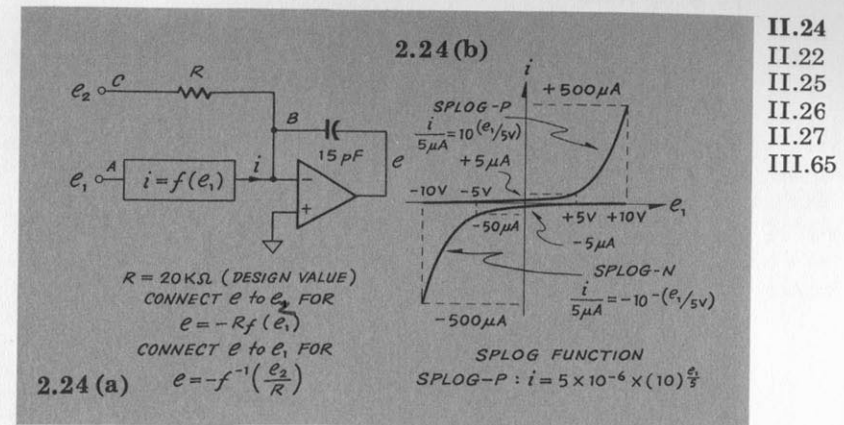 2.24 (a)
e₂
C
R
B
15 pF
e
e₁
A
i = f(e₁)
i
−
+
R = 20KΩ (DESIGN VALUE)
CONNECT e to e₂ FOR
e = −Rf (e₁)
CONNECT e to e₁ FOR
e = −f⁻¹(e₂/R)
2.24 (b)
i
+500μA
SPLOG-P
i/5μA = 10^(e₁/5V)
+5μA
-10V
-5V
+5V
+10V
e₁
-50μA
-5μA
SPLOG-N
i/5μA = -10^-(e₁/5V)
-500μA
SPLOG FUNCTION
SPLOG-P : i = 5 × 10⁻⁶ × (10)^e₁/5
II.24
II.22
II.25
II.26
II.27
III.65